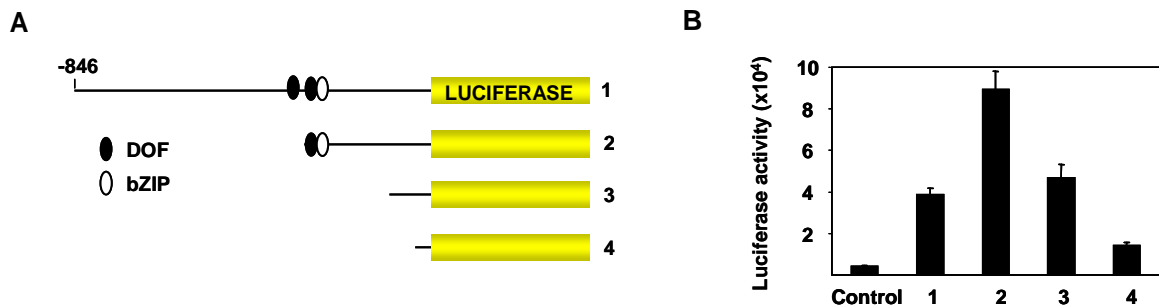 A
-846
LUCIFERASE 1
2
DOF
bZIP
3
4
B
Luciferase activity (x10⁴)
10
8
6
4
2
Control 1 2 3 4